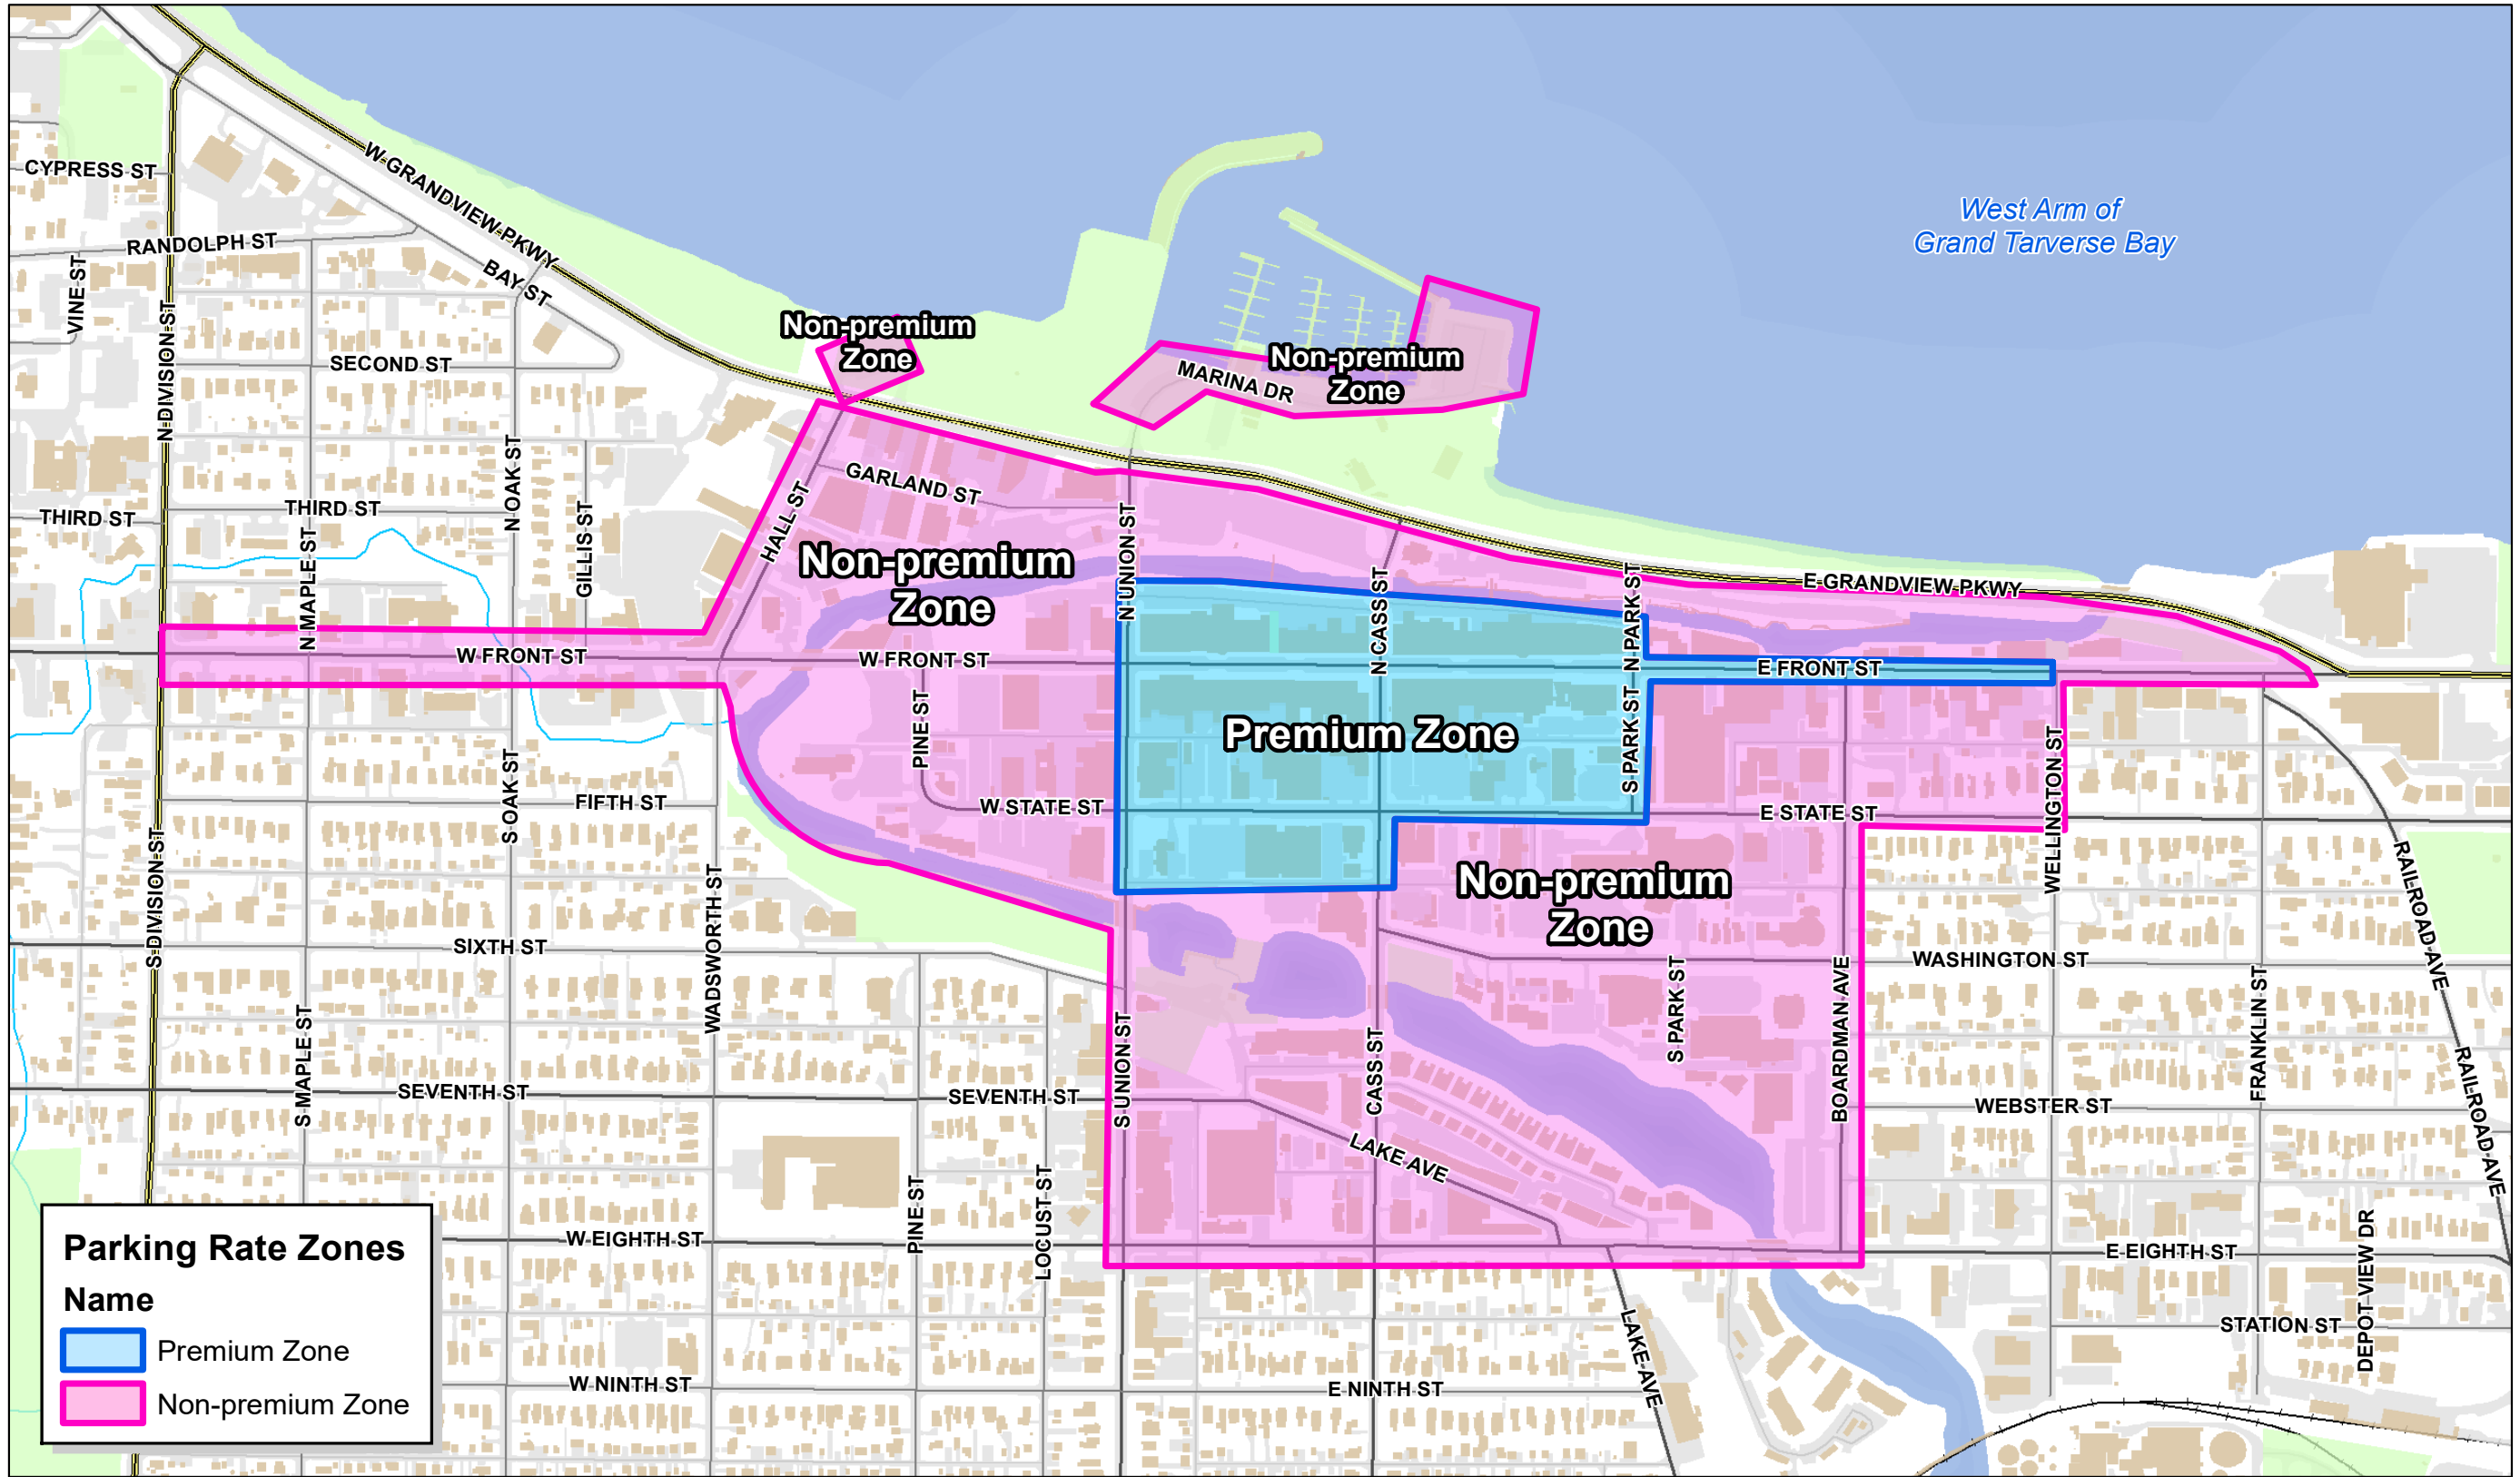 W GRANDVIEW PKWY
CYPRESS ST
West Arm of
Grand Tarverse Bay
RANDOLPH ST
BAY ST
VINE ST
N DIVISION ST
Non-premium
Zone
Non-premium
Zone
SECOND ST
MARINA DR
N OAK ST
GARLAND ST
THIRD ST
THIRD ST
HALL ST
GILLIS ST
N UNION ST
N MAPLE ST
Non-premium
Zone
N CASS ST
N PARK ST
E GRANDVIEW PKWY
W FRONT ST
W FRONT ST
E FRONT ST
PINE ST
Premium Zone
S PARK ST
WELLINGTON ST
S OAK ST
FIFTH ST
W STATE ST
E STATE ST
S DIVISION ST
WADSWORTH ST
Non-premium
Zone
RAILROAD AVE
SIXTH ST
WASHINGTON ST
S PARK ST
BOARDMAN AVE
FRANKLIN ST
S MAPLE ST
SEVENTH ST
SEVENTH ST
S UNION ST
CASS ST
WEBSTER ST
RAILROAD AVE
LAKE AVE
PINE ST
LOCUST ST
W EIGHTH ST
E EIGHTH ST
DEPOT VIEW DR
STATION ST
LAKE AVE
W NINTH ST
E NINTH ST
Parking Rate Zones
Name
Premium Zone
Non-premium Zone